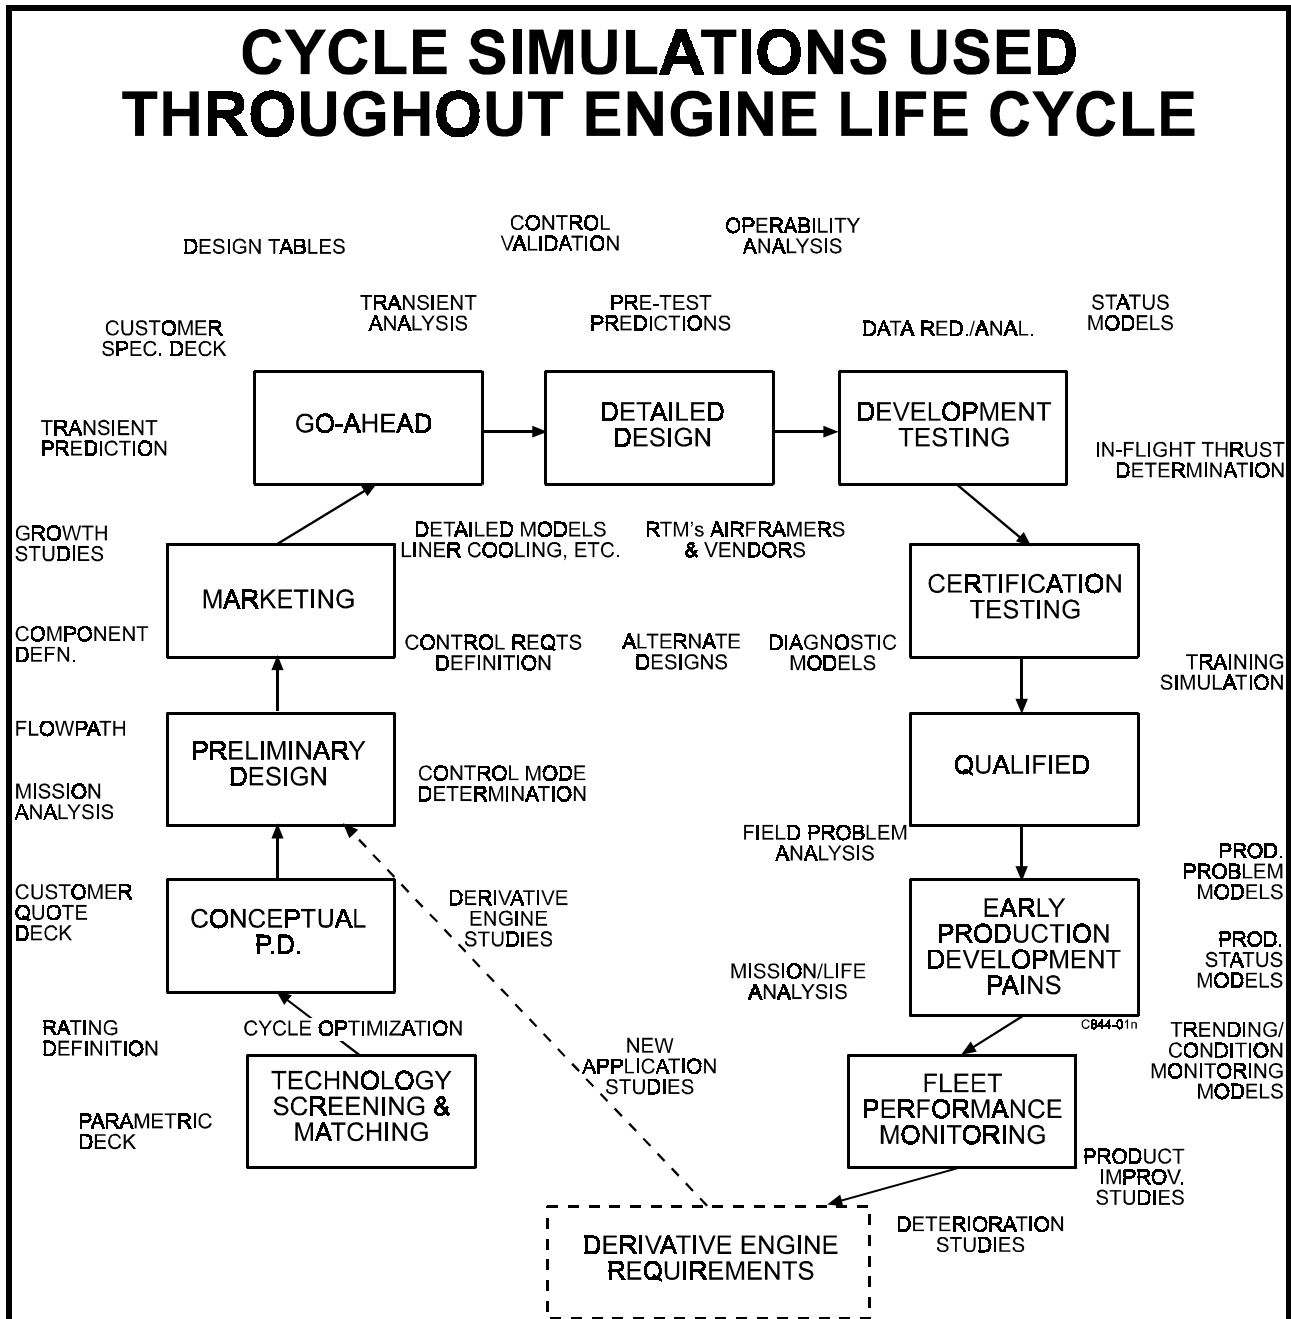 CYCLE SIMULATIONS USED
THROUGHOUT ENGINE LIFE CYCLE
DESIGN TABLES
CONTROL
VALIDATION
OPERABILITY
ANALYSIS
CUSTOMER
SPEC. DECK
TRANSIENT
ANALYSIS
PRE-TEST
PREDICTIONS
DATA RED./ANAL.
STATUS
MODELS
TRANSIENT
PREDICTION
GO-AHEAD
DETAILED
DESIGN
DEVELOPMENT
TESTING
IN-FLIGHT THRUST
DETERMINATION
GROWTH
STUDIES
MARKETING
DETAILED MODELS
LINER COOLING, ETC.
RTM's AIRFRAMERS
& VENDORS
CERTIFICATION
TESTING
COMPONENT
DEFN.
CONTROL REQTS
DEFINITION
ALTERNATE
DESIGNS
DIAGNOSTIC
MODELS
TRAINING
SIMULATION
FLOWPATH
PRELIMINARY
DESIGN
QUALIFIED
MISSION
ANALYSIS
CONTROL MODE
DETERMINATION
FIELD PROBLEM
ANALYSIS
PROD.
PROBLEM
MODELS
CUSTOMER
QUOTE
DECK
CONCEPTUAL
P.D.
DERIVATIVE
ENGINE
STUDIES
EARLY
PRODUCTION
DEVELOPMENT
PAINS
PROD.
STATUS
MODELS
MISSION/LIFE
ANALYSIS
C844-01n
RATING
DEFINITION
CYCLE OPTIMIZATION
NEW
APPLICATION
STUDIES
TRENDING/
CONDITION
MONITORING
MODELS
TECHNOLOGY
SCREENING &
MATCHING
FLEET
PERFORMANCE
MONITORING
PARAMETRIC
DECK
PRODUCT
IMPROV.
STUDIES
DETERIORATION
STUDIES
DERIVATIVE ENGINE
REQUIREMENTS